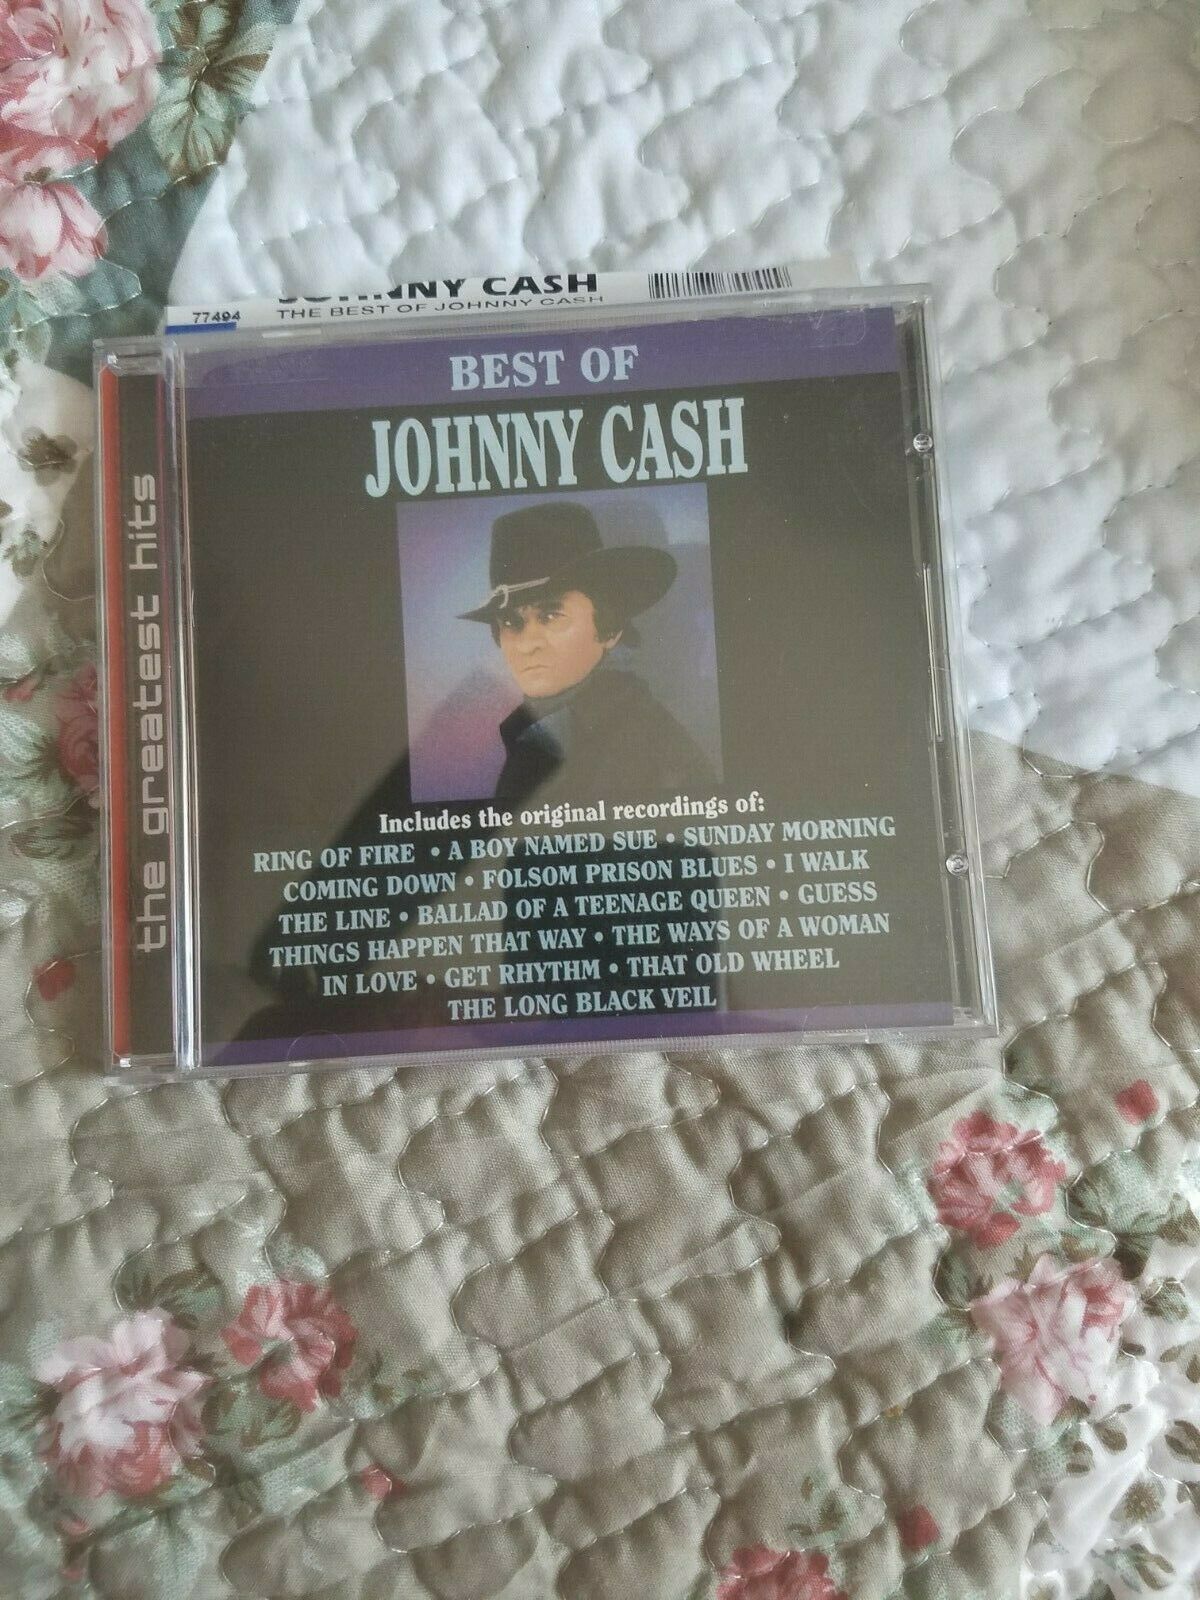 JOHNNY CASH
77494 THE BEST OF JOHNNY CASH
the greatest hits
BEST OF
JOHNNY CASH
Includes the original recordings of:
RING OF FIRE • A BOY NAMED SUE • SUNDAY MORNING
COMING DOWN • FOLSOM PRISON BLUES • I WALK
THE LINE • BALLAD OF A TEENAGE QUEEN • GUESS
THINGS HAPPEN THAT WAY • THE WAYS OF A WOMAN
IN LOVE • GET RHYTHM • THAT OLD WHEEL
THE LONG BLACK VEIL